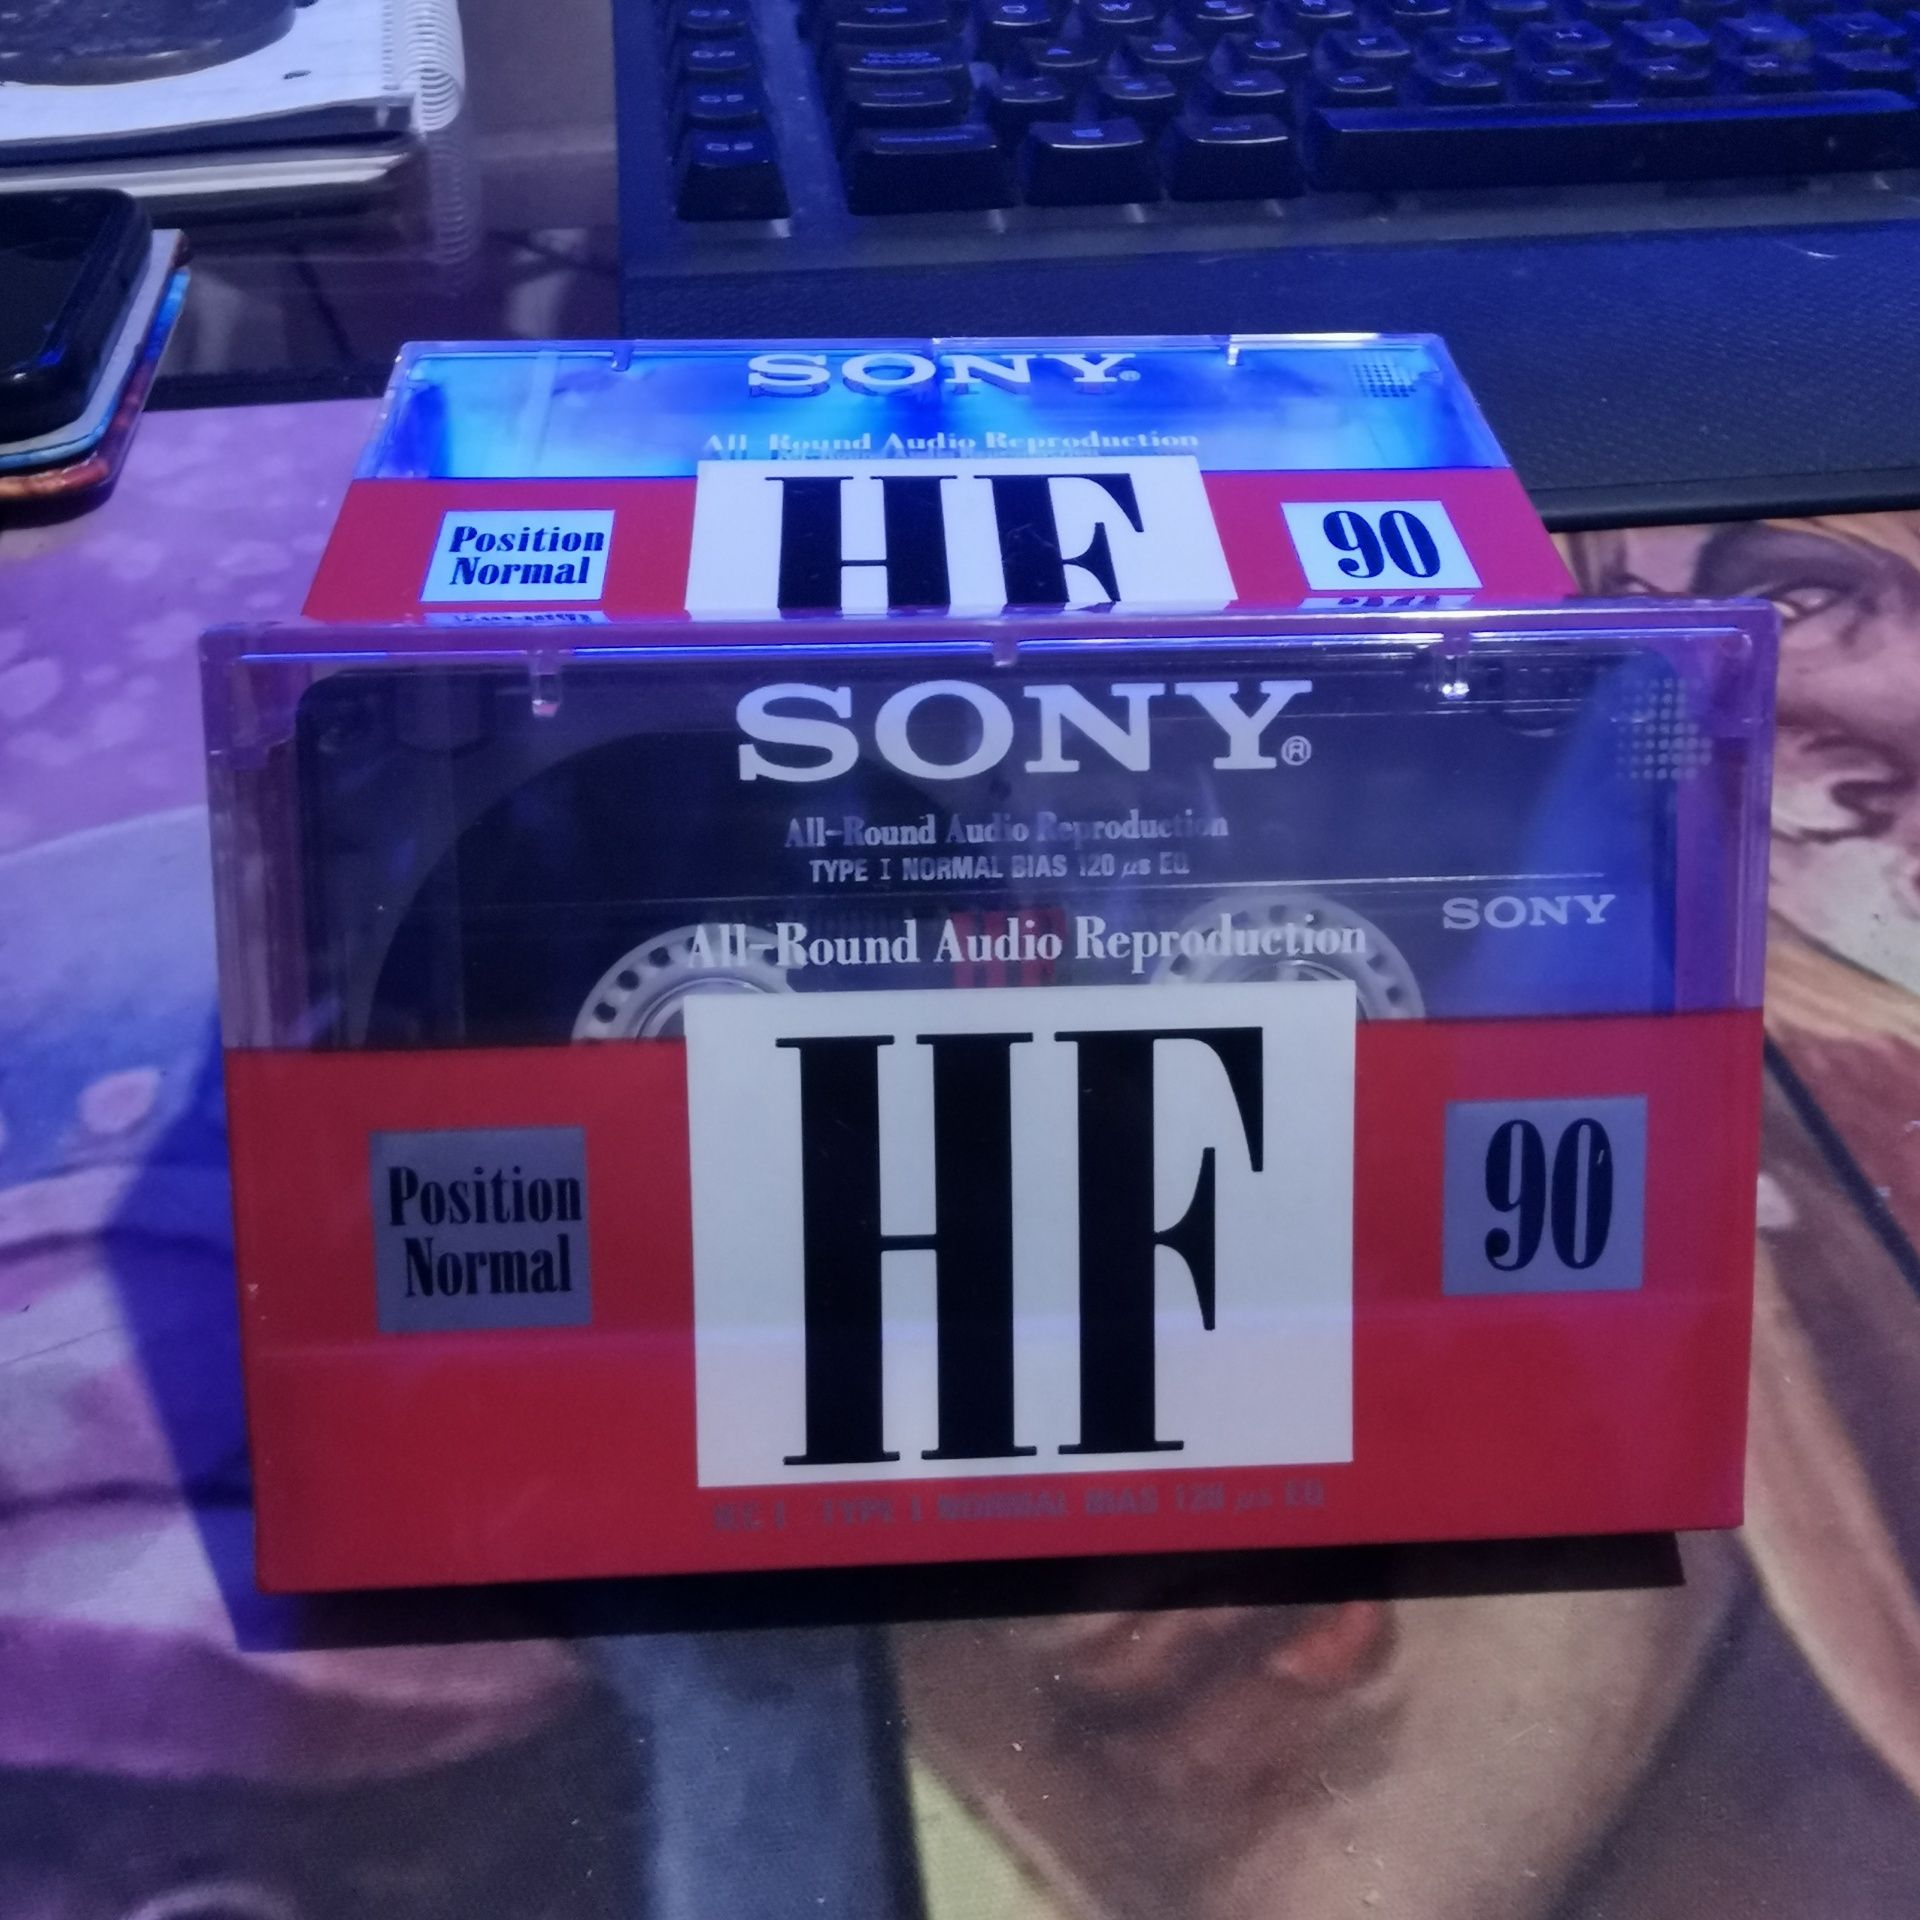 SONY®
All-Round Audio Reproduction
HF
Position
Normal
90
SONY®
All-Round Audio Reproduction
TYPE I NORMAL BIAS 120 μs EQ
SONY
All-Round Audio Reproduction
HF
HF
Position
Normal
90
IEC I TYPE I NORMAL BIAS 120 μs EQ